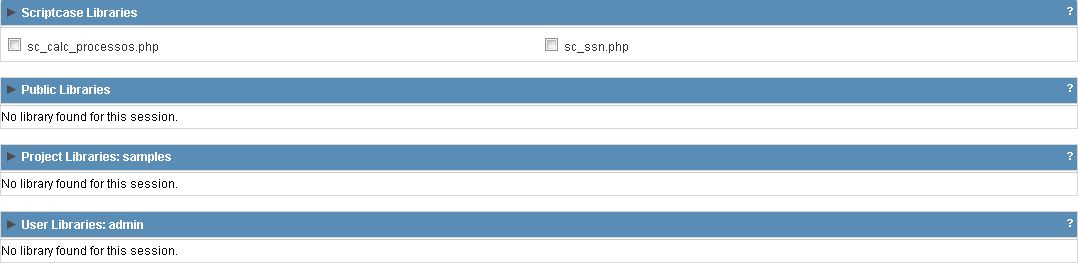 Scriptcase Libraries ?
sc_calc_processos.php sc_ssn.php
Public Libraries ?
No library found for this session.
Project Libraries: samples ?
No library found for this session.
User Libraries: admin ?
No library found for this session.